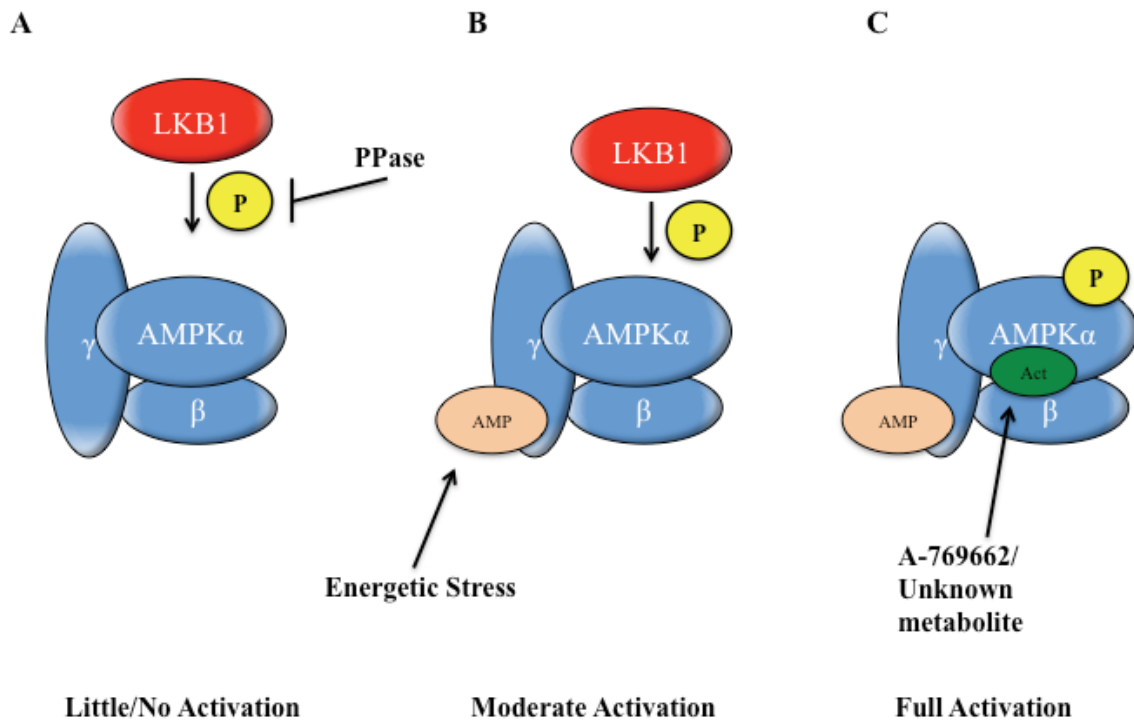 A
LKB1
PPase
P
γ
AMPKα
β
Little/No Activation
B
LKB1
P
γ
AMPKα
β
AMP
Energetic Stress
Moderate Activation
C
P
γ
AMPKα
Act
β
AMP
A-769662/
Unknown
metabolite
Full Activation